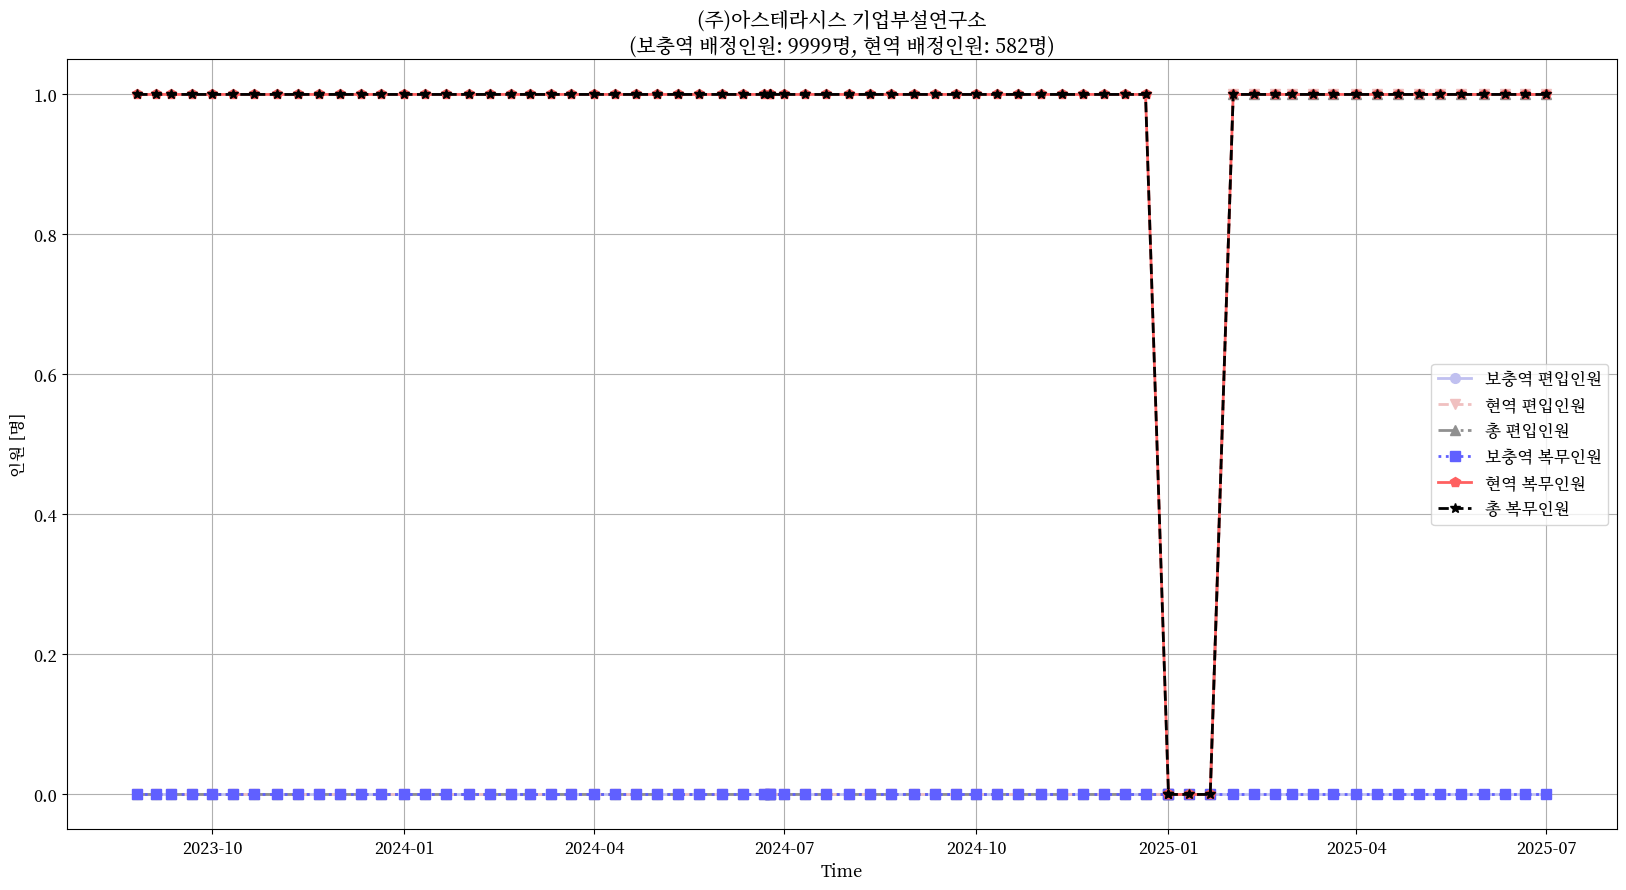 (주)아스테라시스 기업부설연구소
(보충역 배정인원: 9999명, 현역 배정인원: 582명)
1.0
0.8
0.6
0.4
0.2
0.0
인원 [명]
보충역 편입인원
현역 편입인원
총 편입인원
보충역 복무인원
현역 복무인원
총 복무인원
2023-10
2024-01
2024-04
2024-07
2024-10
2025-01
2025-04
2025-07
Time